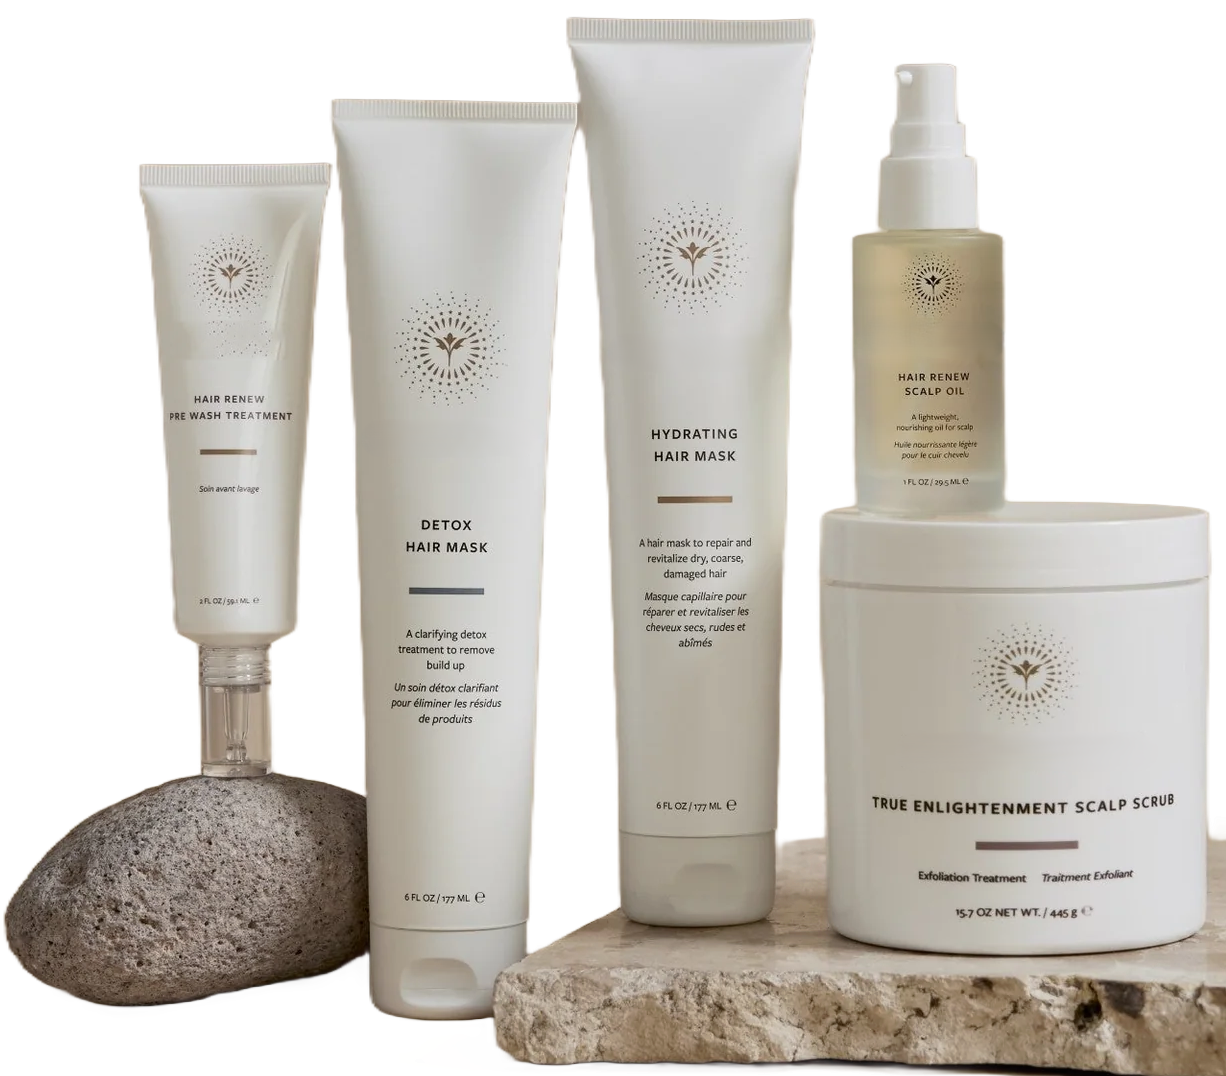 HAIR RENEW
PRE WASH TREATMENT
Soin avant lavage
2 FL OZ / 59.1 ML ℮
DETOX
HAIR MASK
A clarifying detox
treatment to remove
build up
Un soin détox clarifiant
pour éliminer les résidus
de produits
6 FL OZ / 177 ML ℮
HYDRATING
HAIR MASK
A hair mask to repair and
revitalize dry, coarse,
damaged hair
Masque capillaire pour
réparer et revitaliser les
cheveux secs, rudes et
abîmés
6 FL OZ / 177 ML ℮
HAIR RENEW
SCALP OIL
A lightweight,
nourishing oil for scalp
Huile nourrissante légère
pour le cuir chevelu
1 FL OZ / 29.5 ML ℮
TRUE ENLIGHTENMENT SCALP SCRUB
Exfoliation Treatment Traitment Exfoliant
15.7 OZ NET WT. / 445 g ℮